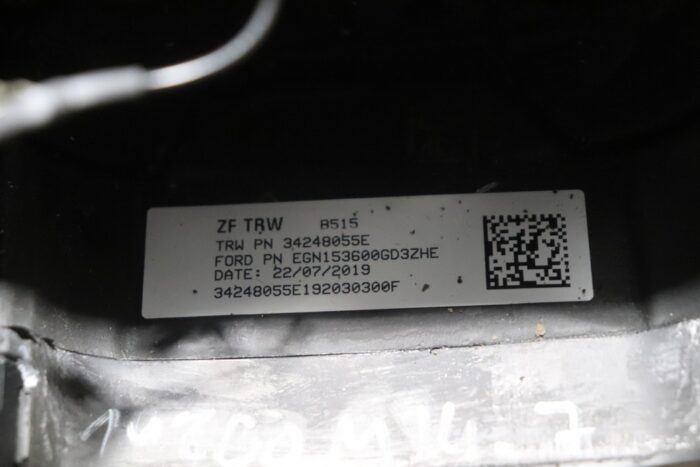 ZF TRW B515
TRW PN 34248055E
FORD PN EGN153600GD3ZHE
DATE: 22/07/2019
34248055E192030300F